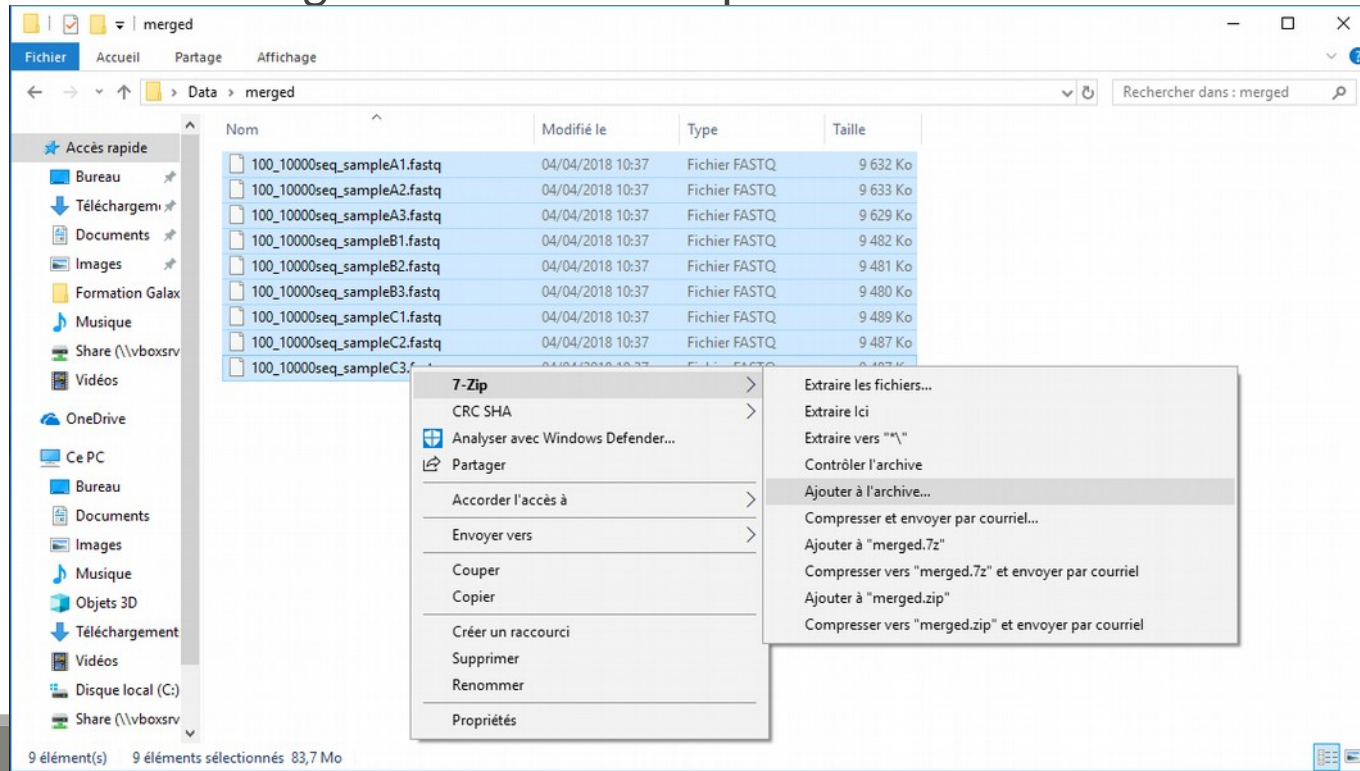 merged
Fichier Accueil Partage Affichage
Data > merged
Rechercher dans : merged
Nom Modifié le Type Taille
Accès rapide
Bureau
Téléchargem
Documents
Images
Formation Galax
Musique
Share (\\vboxsrv
Vidéos
OneDrive
Ce PC
Bureau
Documents
Images
Musique
Objets 3D
Téléchargement
Vidéos
Disque local (C:)
Share (\\vboxsrv
100_10000seq_sampleA1.fastq 04/04/2018 10:37 Fichier FASTQ 9 632 Ko
100_10000seq_sampleA2.fastq 04/04/2018 10:37 Fichier FASTQ 9 633 Ko
100_10000seq_sampleA3.fastq 04/04/2018 10:37 Fichier FASTQ 9 629 Ko
100_10000seq_sampleB1.fastq 04/04/2018 10:37 Fichier FASTQ 9 482 Ko
100_10000seq_sampleB2.fastq 04/04/2018 10:37 Fichier FASTQ 9 481 Ko
100_10000seq_sampleB3.fastq 04/04/2018 10:37 Fichier FASTQ 9 480 Ko
100_10000seq_sampleC1.fastq 04/04/2018 10:37 Fichier FASTQ 9 489 Ko
100_10000seq_sampleC2.fastq 04/04/2018 10:37 Fichier FASTQ 9 487 Ko
100_10000seq_sampleC3.
7-Zip
CRC SHA
Analyser avec Windows Defender...
Partager
Accorder l'accès à
Envoyer vers
Couper
Copier
Créer un raccourci
Supprimer
Renommer
Propriétés
Extraire les fichiers...
Extraire Ici
Extraire vers "*\"
Contrôler l'archive
Ajouter à l'archive...
Compresser et envoyer par courriel...
Ajouter à "merged.7z"
Compresser vers "merged.7z" et envoyer par courriel
Ajouter à "merged.zip"
Compresser vers "merged.zip" et envoyer par courriel
9 élément(s) 9 éléments sélectionnés 83,7 Mo